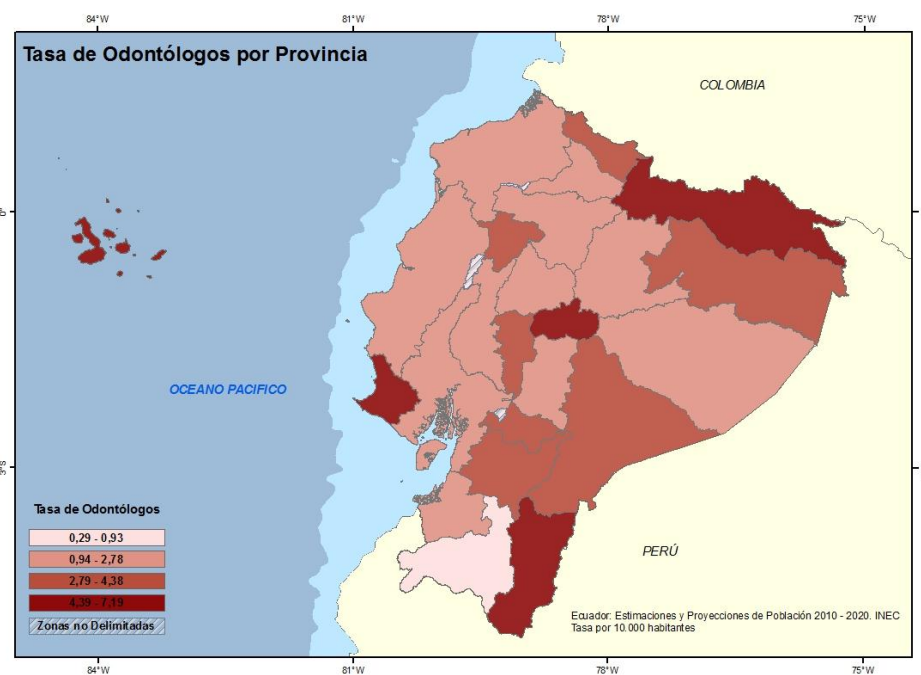 84°W 81°W 78°W 75°W
Tasa de Odontólogos por Provincia
COLOMBIA
0°
OCEANO PACIFICO
3°S
Tasa de Odontólogos
0,29 - 0,93
0,94 - 2,78
2,79 - 4,38
4,39 - 7,19
Zonas no Delimitadas
PERÚ
Ecuador: Estimaciones y Proyecciones de Población 2010 - 2020. INEC
Tasa por 10.000 habitantes
84°W 81°W 78°W 75°W